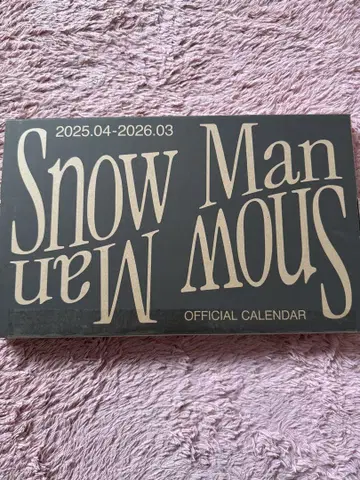 2025.04-2026.03
Snow Man
Snow Man
OFFICIAL CALENDAR